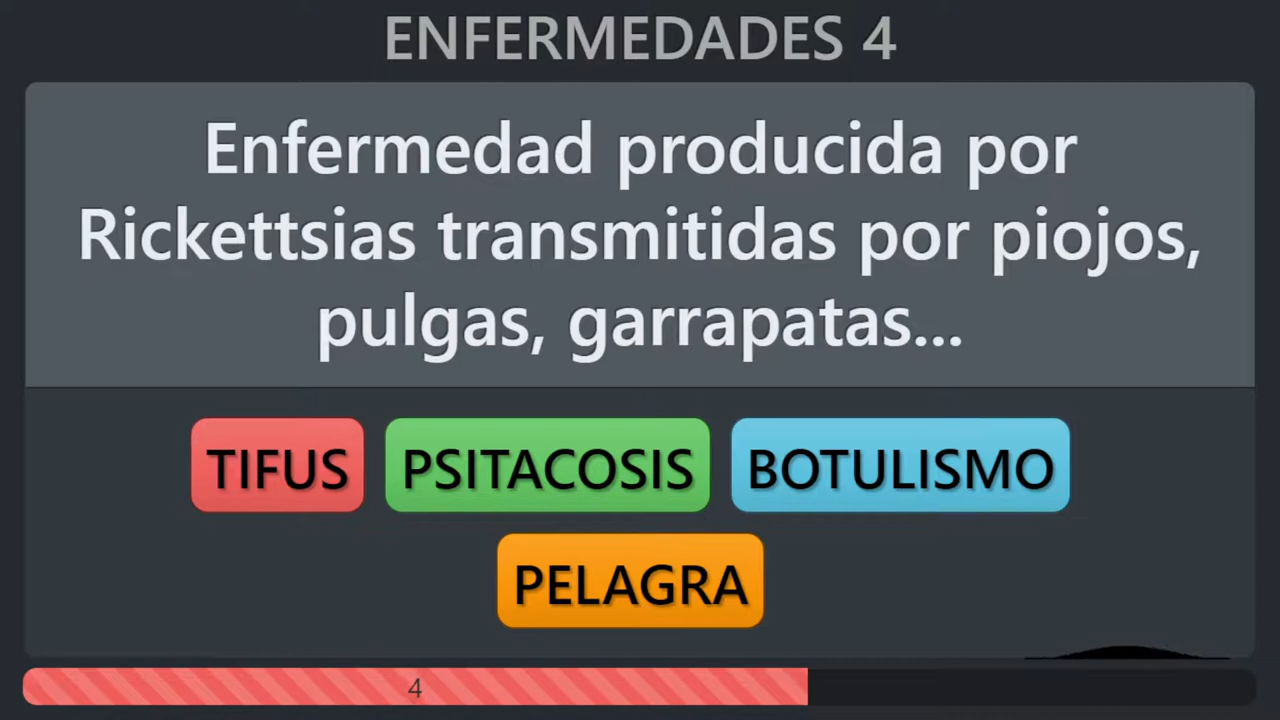 ENFERMEDADES 4
Enfermedad producida por
Rickettsias transmitidas por piojos,
pulgas, garrapatas...
TIFUS PSITACOSIS BOTULISMO
PELAGRA
4